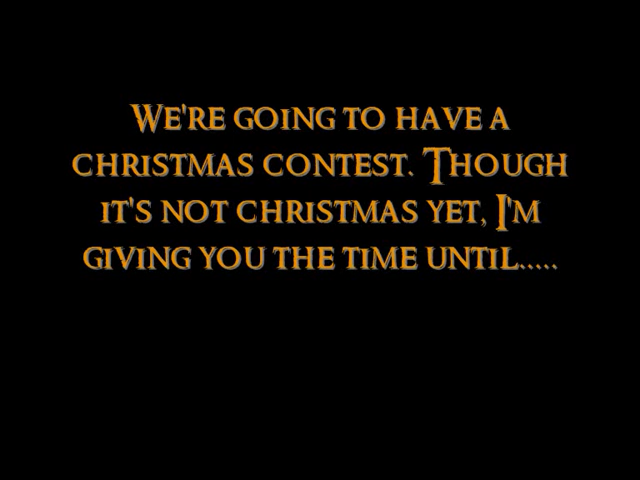 We're going to have a
christmas contest. Though
it's not christmas yet, I'm
giving you the time until.....